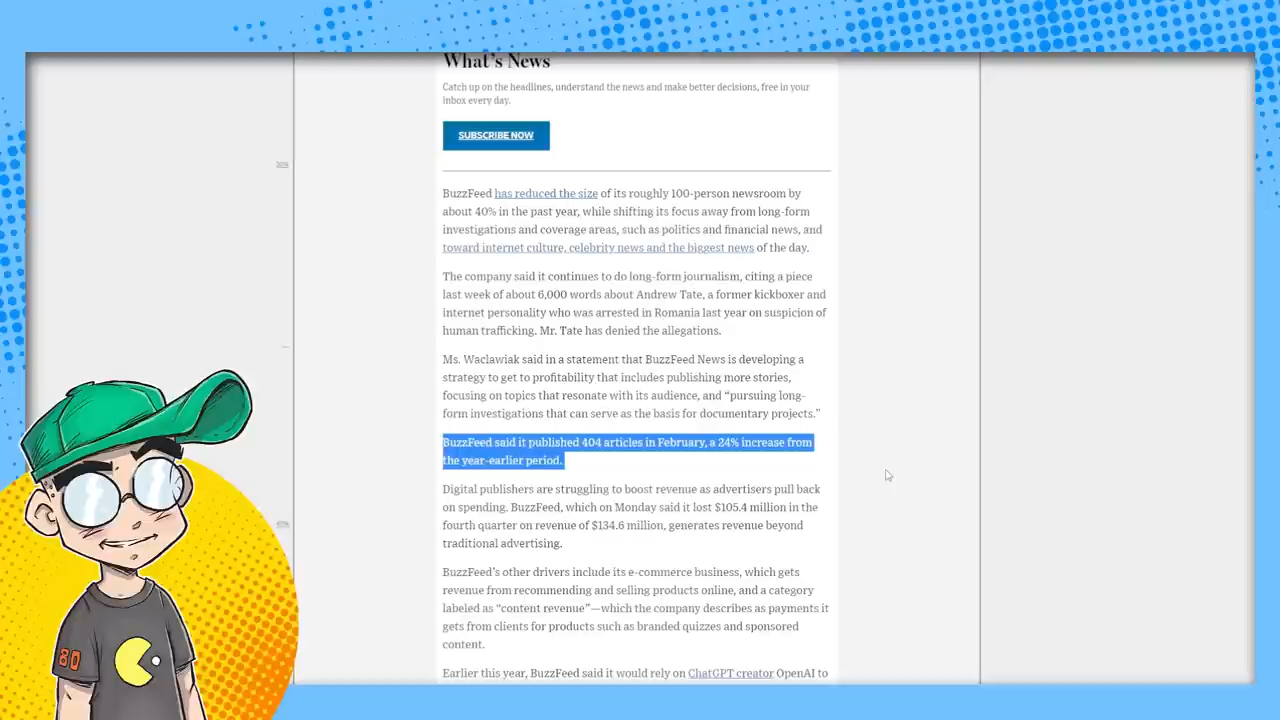 What's News
Catch up on the headlines, understand the news and make better decisions, free in your
inbox every day.
SUBSCRIBE NOW
BuzzFeed has reduced the size of its roughly 100-person newsroom by
about 40% in the past year, while shifting its focus away from long-form
investigations and coverage areas, such as politics and financial news, and
toward internet culture, celebrity news and the biggest news of the day.
The company said it continues to do long-form journalism, citing a piece
last week of about 6,000 words about Andrew Tate, a former kickboxer and
internet personality who was arrested in Romania last year on suspicion of
human trafficking. Mr. Tate has denied the allegations.
Ms. Waclawiak said in a statement that BuzzFeed News is developing a
strategy to get to profitability that includes publishing more stories,
focusing on topics that resonate with its audience, and “pursuing long-
form investigations that can serve as the basis for documentary projects.”
BuzzFeed said it published 404 articles in February, a 24% increase from
the year-earlier period.
Digital publishers are struggling to boost revenue as advertisers pull back
on spending. BuzzFeed, which on Monday said it lost $105.4 million in the
fourth quarter on revenue of $134.6 million, generates revenue beyond
traditional advertising.
BuzzFeed’s other drivers include its e-commerce business, which gets
revenue from recommending and selling products online, and a category
labeled as “content revenue”—which the company describes as payments it
gets from clients for products such as branded quizzes and sponsored
content.
Earlier this year, BuzzFeed said it would rely on ChatGPT creator OpenAI to
80